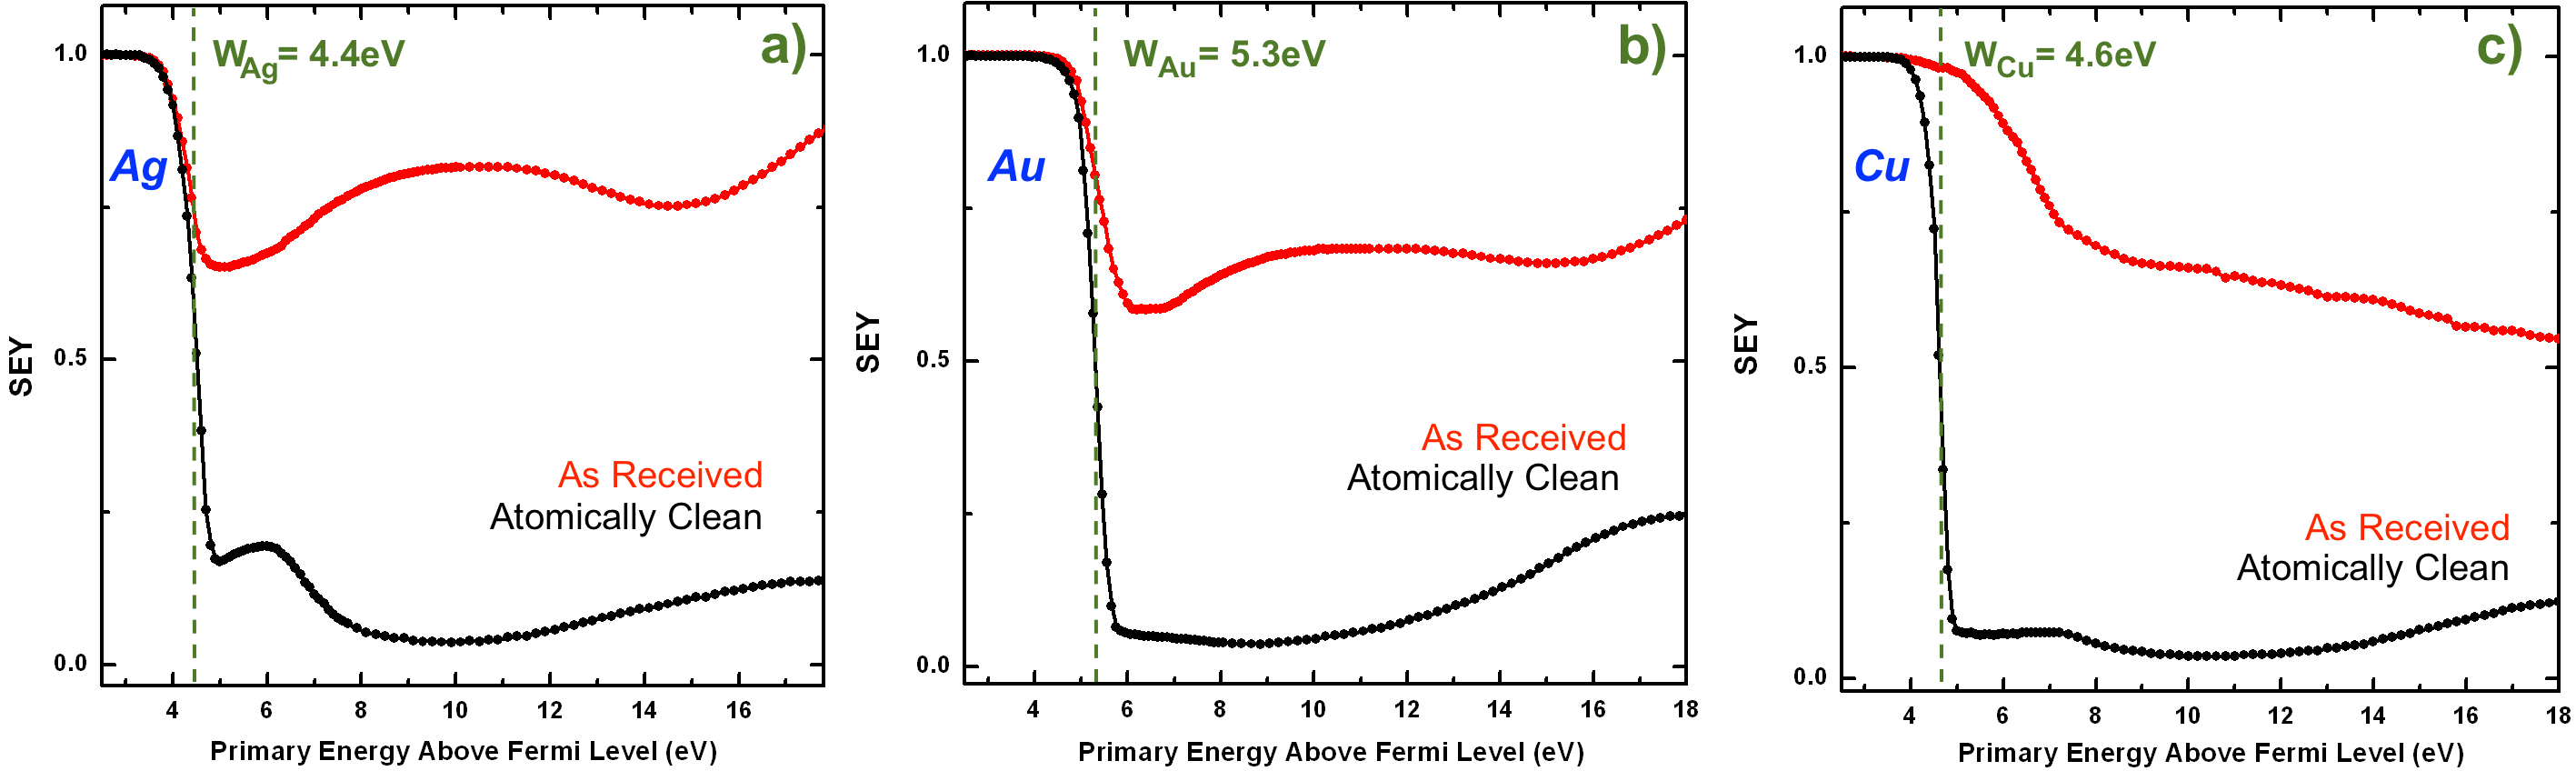 a)
W_Ag = 4.4eV
1.0
Ag
SEY
0.5
As Received
Atomically Clean
0.0
4 6 8 10 12 14 16
Primary Energy Above Fermi Level (eV)
b)
W_Au = 5.3eV
1.0
Au
SEY
0.5
As Received
Atomically Clean
0.0
4 6 8 10 12 14 16 18
Primary Energy Above Fermi Level (eV)
c)
W_Cu = 4.6eV
1.0
Cu
SEY
0.5
As Received
Atomically Clean
0.0
4 6 8 10 12 14 16 18
Primary Energy Above Fermi Level (eV)